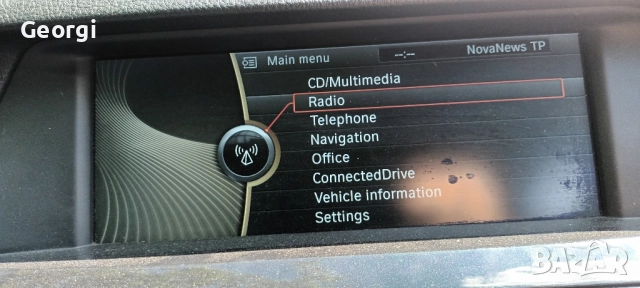 Georgi
Main menu --:-- NovaNews TP
CD/Multimedia
Radio
Telephone
Navigation
Office
ConnectedDrive
Vehicle information
Settings
BAZAR